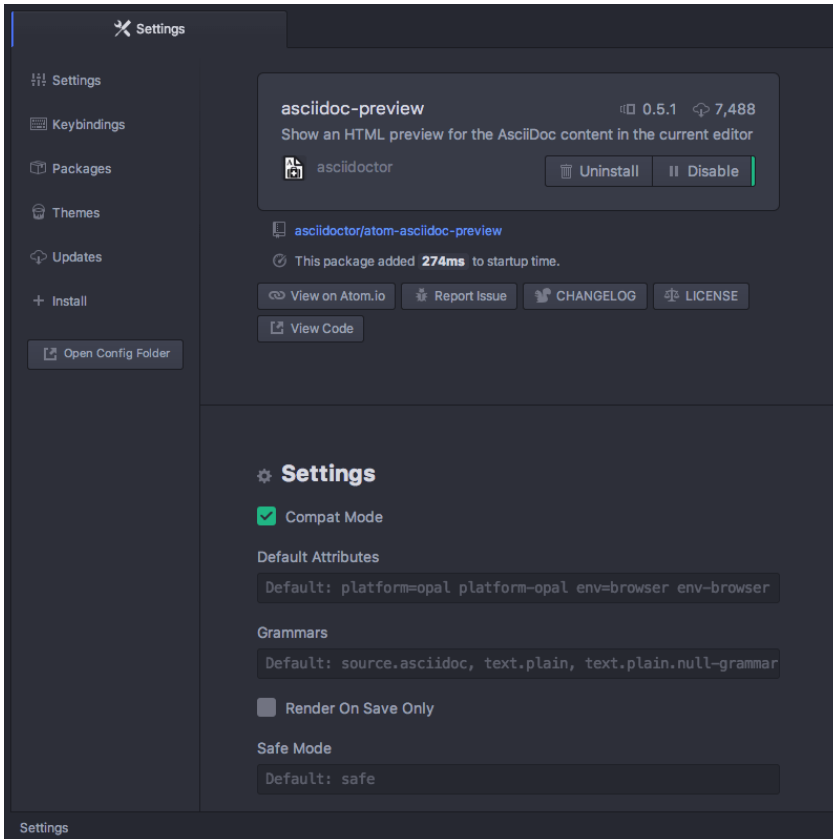 Settings
Settings
Keybindings
Packages
Themes
Updates
Install
Open Config Folder
asciidoc-preview 0.5.1 7,488
Show an HTML preview for the AsciiDoc content in the current editor
asciidoctor Uninstall Disable
asciidoctor/atom-asciidoc-preview
This package added 274ms to startup time.
View on Atom.io Report Issue CHANGELOG LICENSE
View Code
Settings
Compat Mode
Default Attributes
Default: platform=opal platform-opal env=browser env-browser
Grammars
Default: source.asciidoc, text.plain, text.plain.null-grammar
Render On Save Only
Safe Mode
Default: safe
Settings